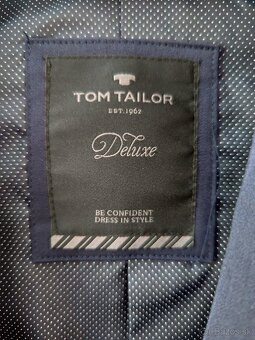 TOM TAILOR
EST. 1962
Deluxe
BE CONFIDENT
DRESS IN STYLE